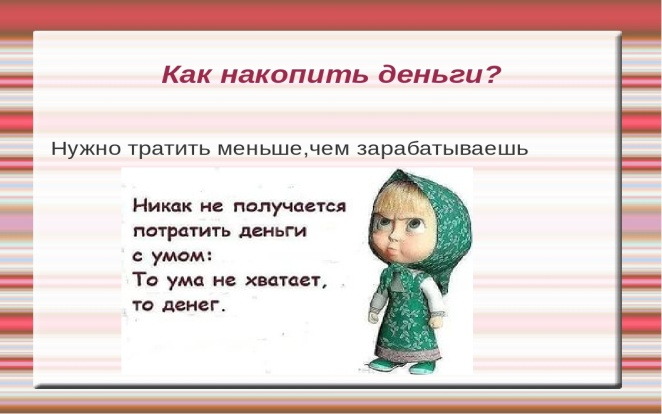 Как накопить деньги?
Нужно тратить меньше,чем зарабатываешь
Никак не получается
потратить деньги
с умом:
То ума не хватает,
то денег.